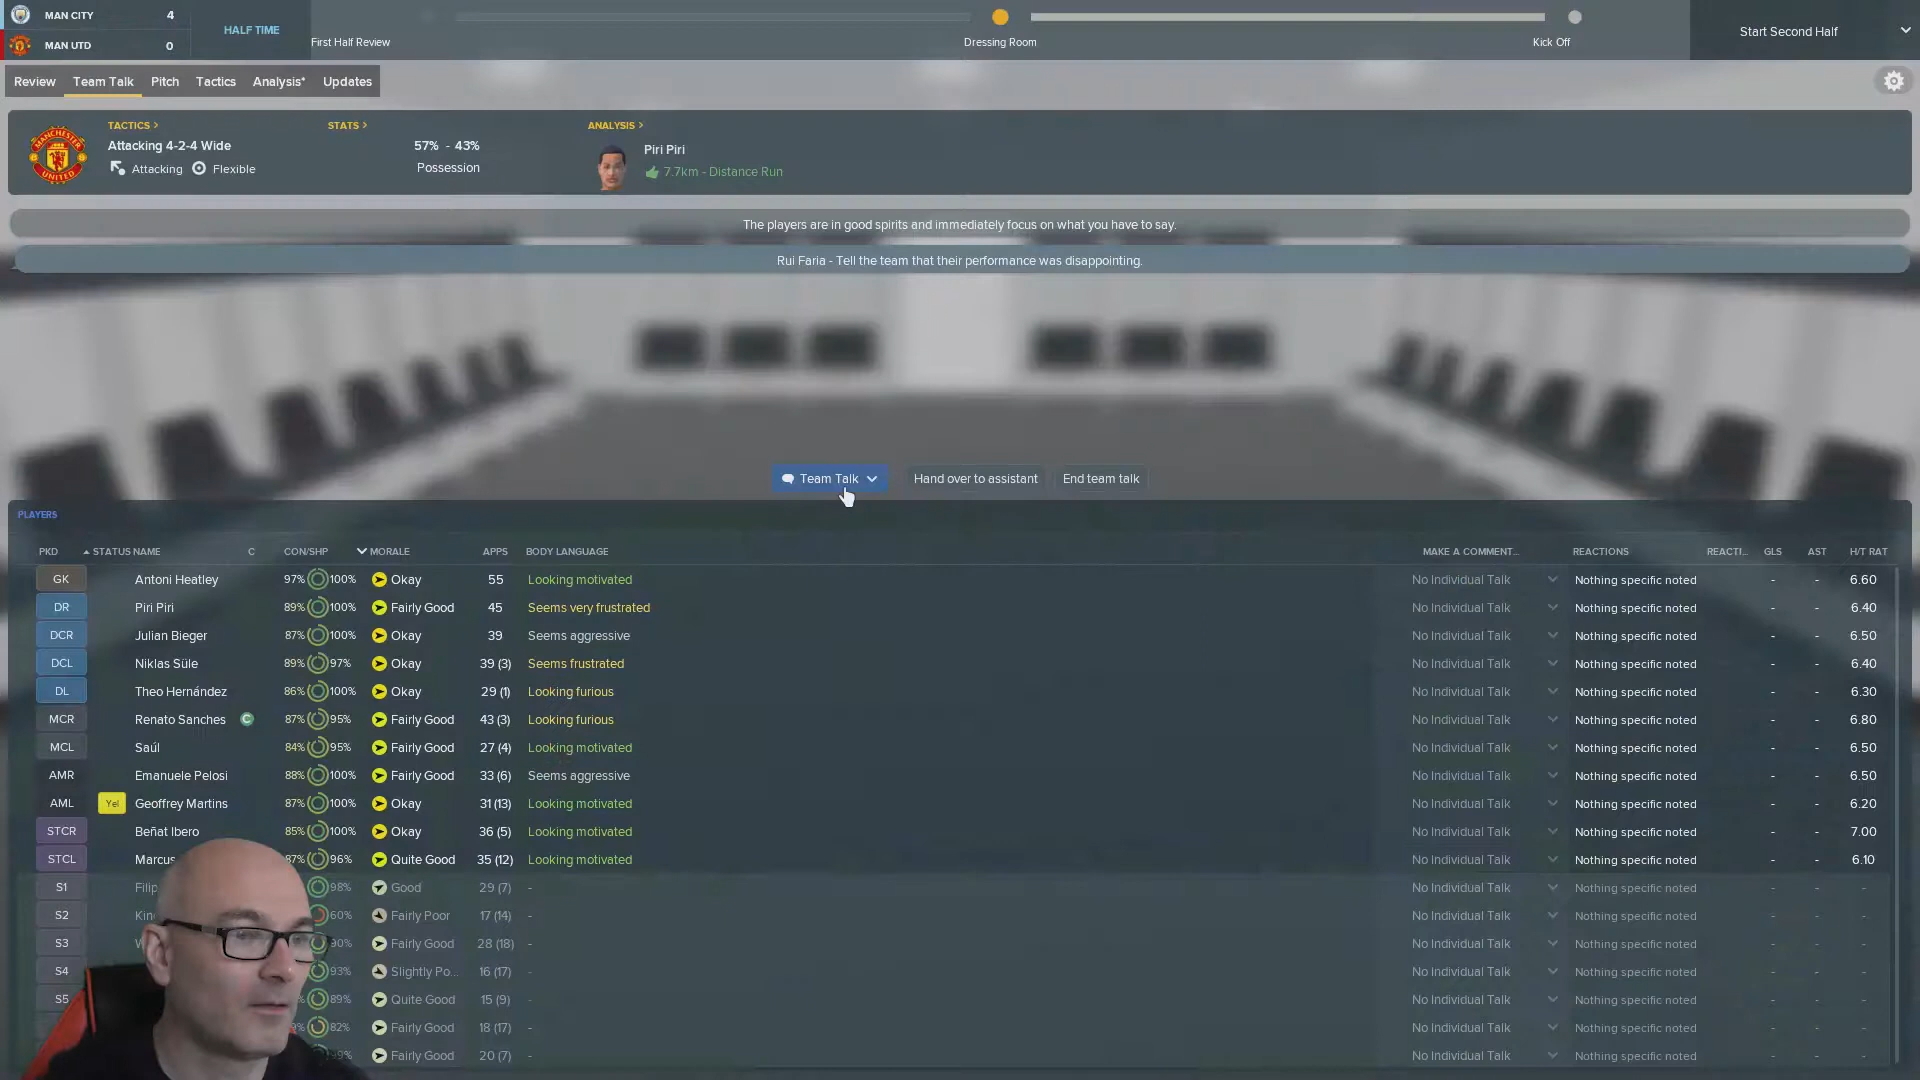 MAN CITY 4
MAN UTD 0
HALF TIME
First Half Review
Dressing Room
Kick Off
Start Second Half
Review Team Talk Pitch Tactics Analysis* Updates
TACTICS >
Attacking 4-2-4 Wide
Attacking Flexible
STATS >
57% - 43%
Possession
ANALYSIS >
Piri Piri
7.7km - Distance Run
The players are in good spirits and immediately focus on what you have to say.
Rui Faria - Tell the team that their performance was disappointing.
Team Talk Hand over to assistant End team talk
PLAYERS
PKD STATUS NAME C CON/SHP MORALE APPS BODY LANGUAGE MAKE A COMMENT... REACTIONS REACTI... GLS AST H/T RAT
GK Antoni Heatley 97% 100% Okay 55 Looking motivated No Individual Talk Nothing specific noted - - 6.60
DR Piri Piri 89% 100% Fairly Good 45 Seems very frustrated No Individual Talk Nothing specific noted - - 6.40
DCR Julian Bieger 87% 100% Okay 39 Seems aggressive No Individual Talk Nothing specific noted - - 6.50
DCL Niklas Süle 89% 97% Okay 39 (3) Seems frustrated No Individual Talk Nothing specific noted - - 6.40
DL Theo Hernández 86% 100% Okay 29 (1) Looking furious No Individual Talk Nothing specific noted - - 6.30
MCR Renato Sanches C 87% 95% Fairly Good 43 (3) Looking furious No Individual Talk Nothing specific noted - - 6.80
MCL Saúl 84% 95% Fairly Good 27 (4) Looking motivated No Individual Talk Nothing specific noted - - 6.50
AMR Emanuele Pelosi 88% 100% Fairly Good 33 (6) Seems aggressive No Individual Talk Nothing specific noted - - 6.50
AML Yel Geoffrey Martins 87% 100% Okay 31 (13) Looking motivated No Individual Talk Nothing specific noted - - 6.20
STCR Beñat Ibero 85% 100% Okay 36 (5) Looking motivated No Individual Talk Nothing specific noted - - 7.00
STCL Marcus 87% 96% Quite Good 35 (12) Looking motivated No Individual Talk Nothing specific noted - - 6.10
S1 Filip 98% Good 29 (7) - No Individual Talk Nothing specific noted - - -
S2 60% Fairly Poor 17 (14) - No Individual Talk Nothing specific noted - - -
S3 90% Fairly Good 28 (18) - No Individual Talk Nothing specific noted - - -
S4 93% Slightly Po... 16 (17) - No Individual Talk Nothing specific noted - - -
S5 89% Quite Good 15 (9) - No Individual Talk Nothing specific noted - - -
82% Fairly Good 18 (17) - No Individual Talk Nothing specific noted - - -
Fairly Good 20 (7) - No Individual Talk Nothing specific noted - - -